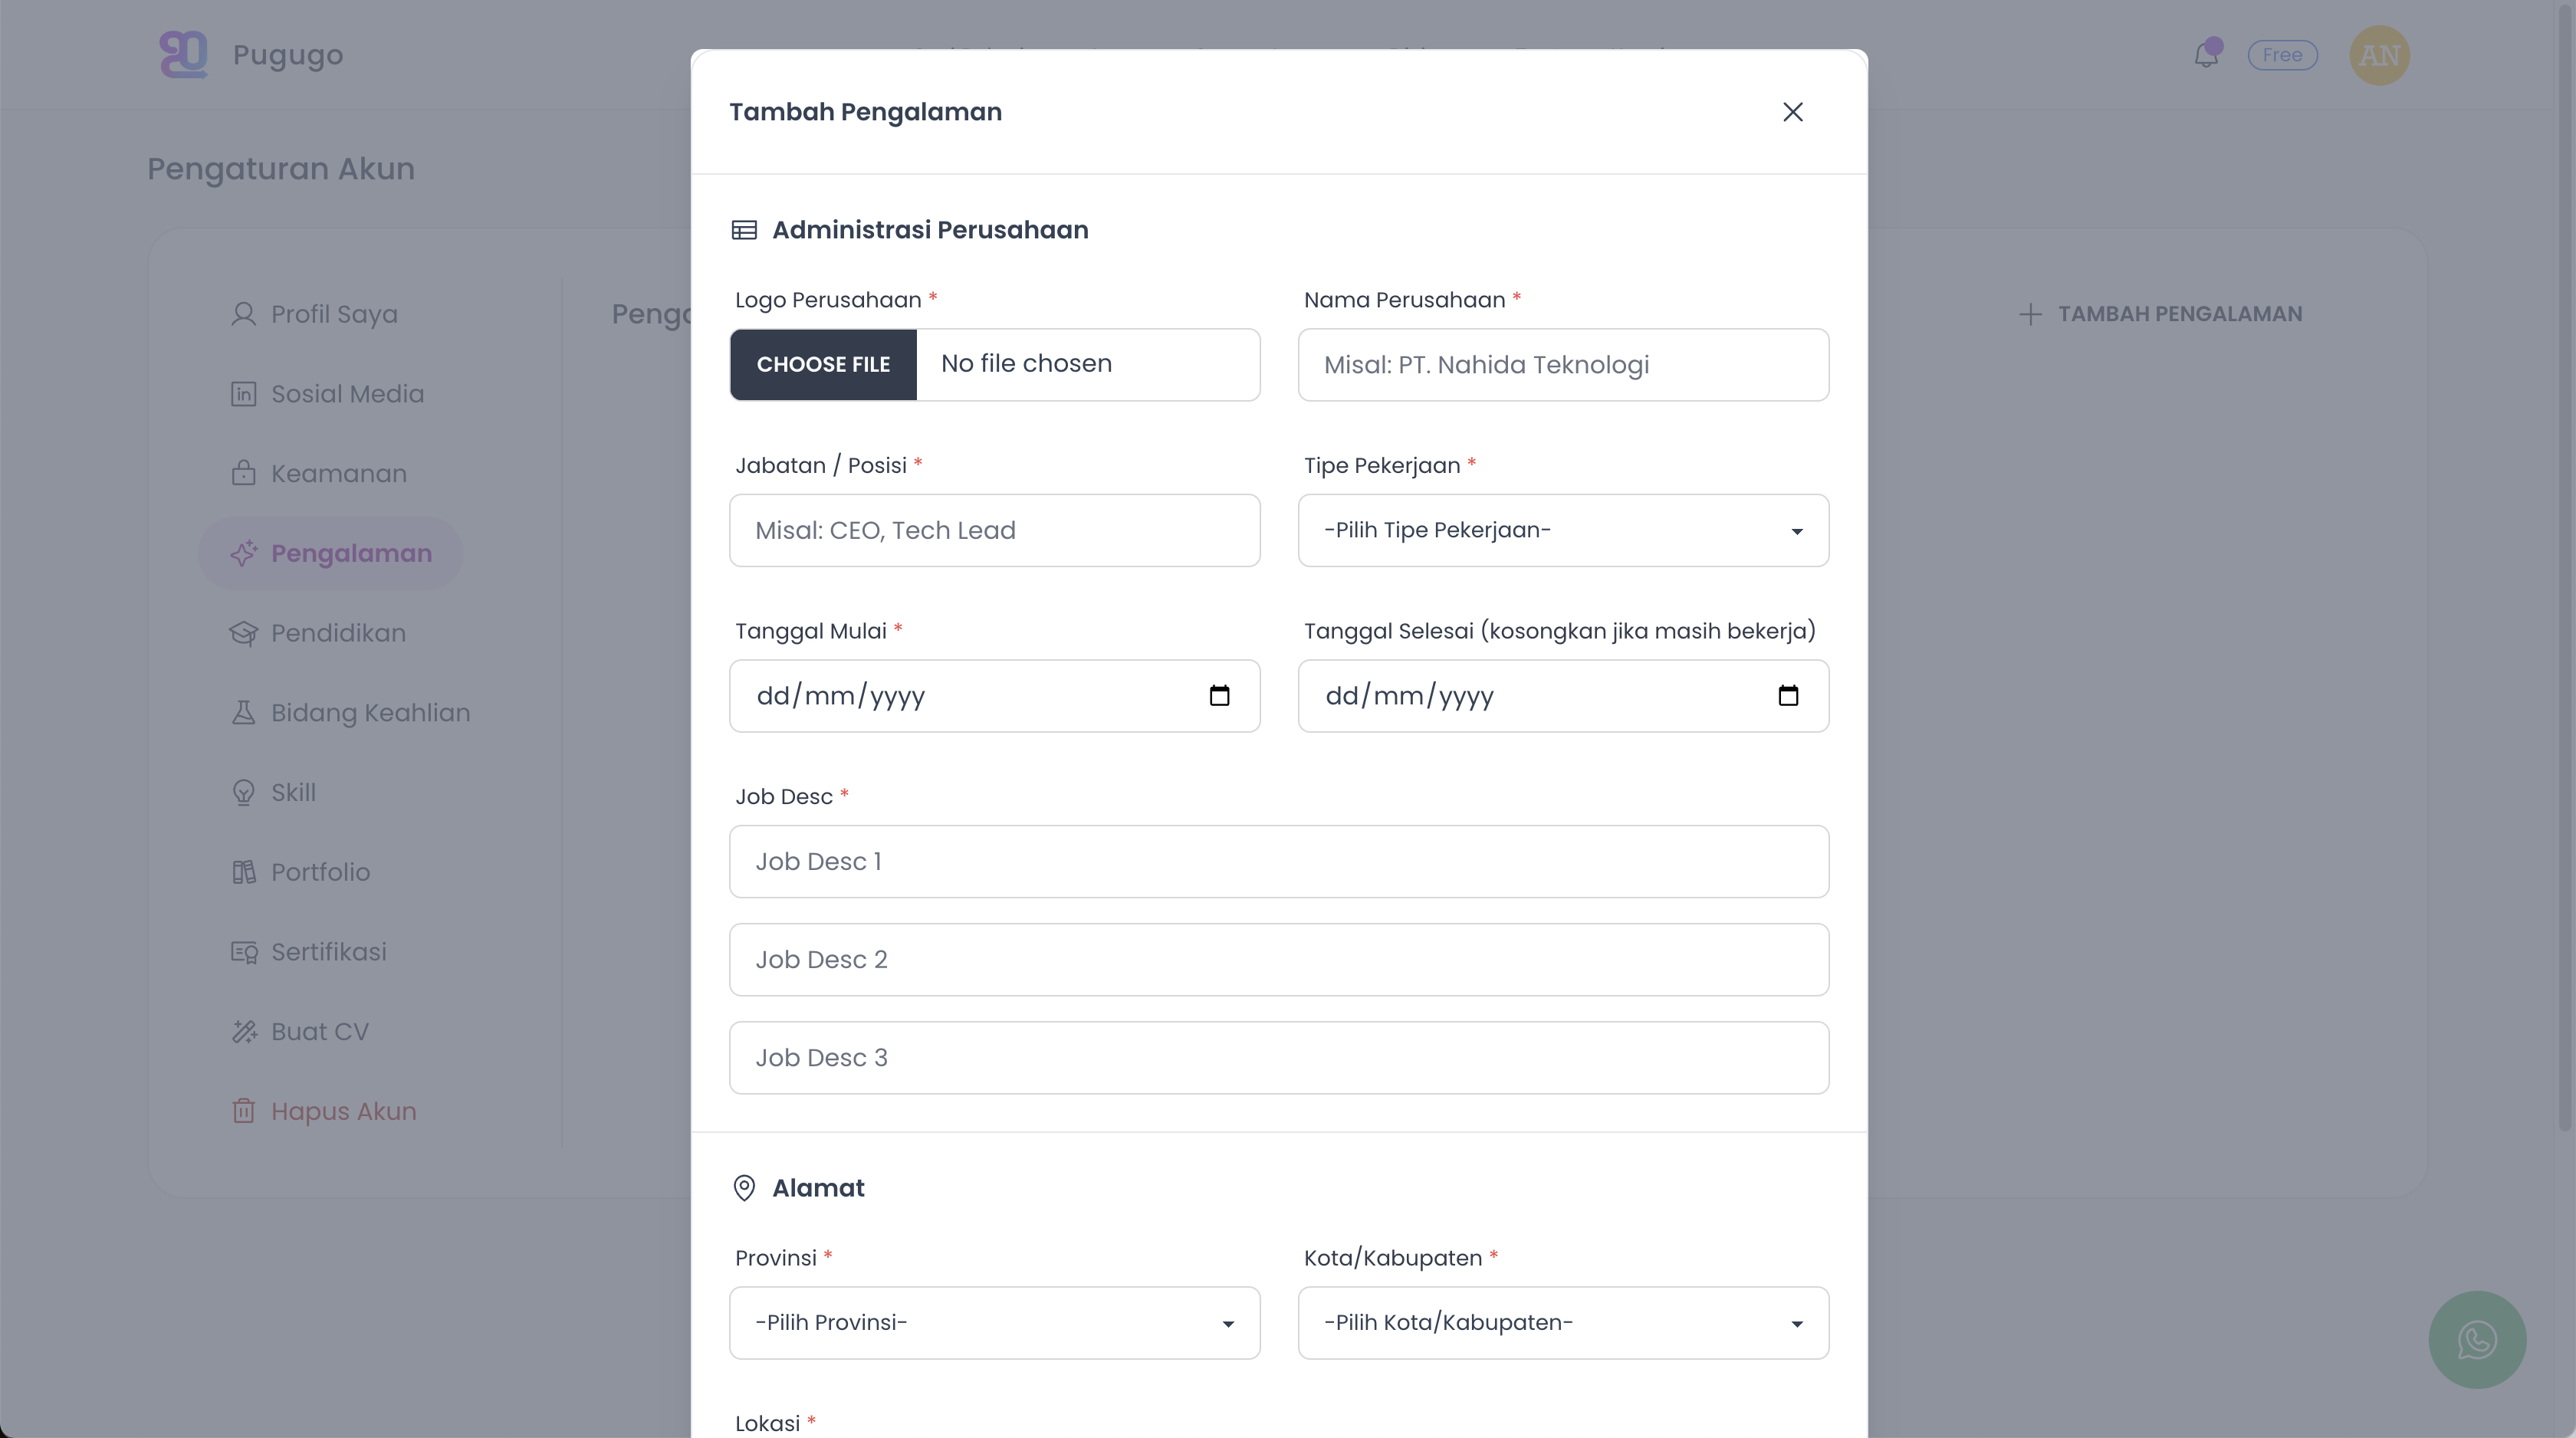 Pugugo
Free
AN
Pengaturan Akun
Profil Saya
Sosial Media
Keamanan
Pengalaman
Pendidikan
Bidang Keahlian
Skill
Portfolio
Sertifikasi
Buat CV
Hapus Akun
TAMBAH PENGALAMAN
Tambah Pengalaman
Administrasi Perusahaan
Logo Perusahaan *
CHOOSE FILE No file chosen
Nama Perusahaan *
Misal: PT. Nahida Teknologi
Jabatan / Posisi *
Misal: CEO, Tech Lead
Tipe Pekerjaan *
-Pilih Tipe Pekerjaan-
Tanggal Mulai *
dd/mm/yyyy
Tanggal Selesai (kosongkan jika masih bekerja)
dd/mm/yyyy
Job Desc *
Job Desc 1
Job Desc 2
Job Desc 3
Alamat
Provinsi *
-Pilih Provinsi-
Kota/Kabupaten *
-Pilih Kota/Kabupaten-
Lokasi *